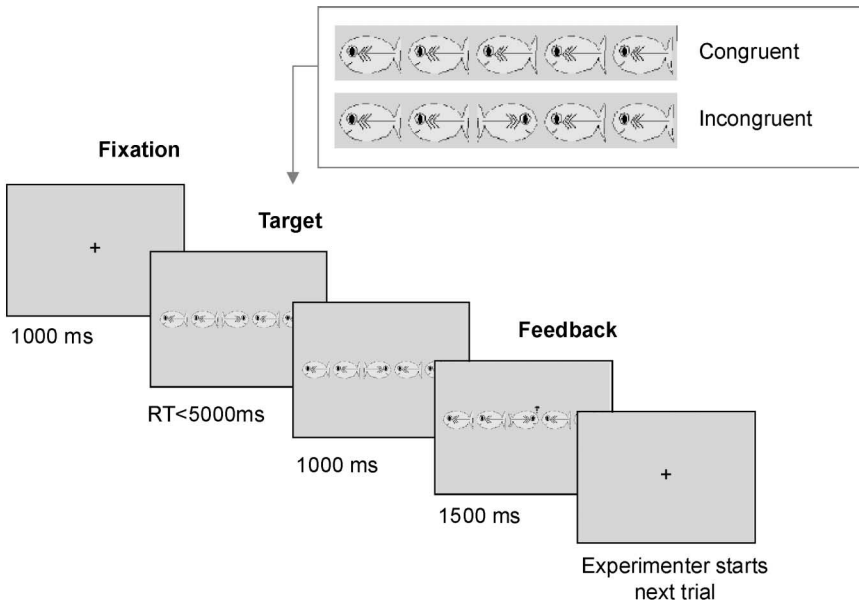 Congruent
Incongruent
Fixation
Target
Feedback
+
1000 ms
RT<5000ms
1000 ms
1500 ms
+
Experimenter starts
next trial